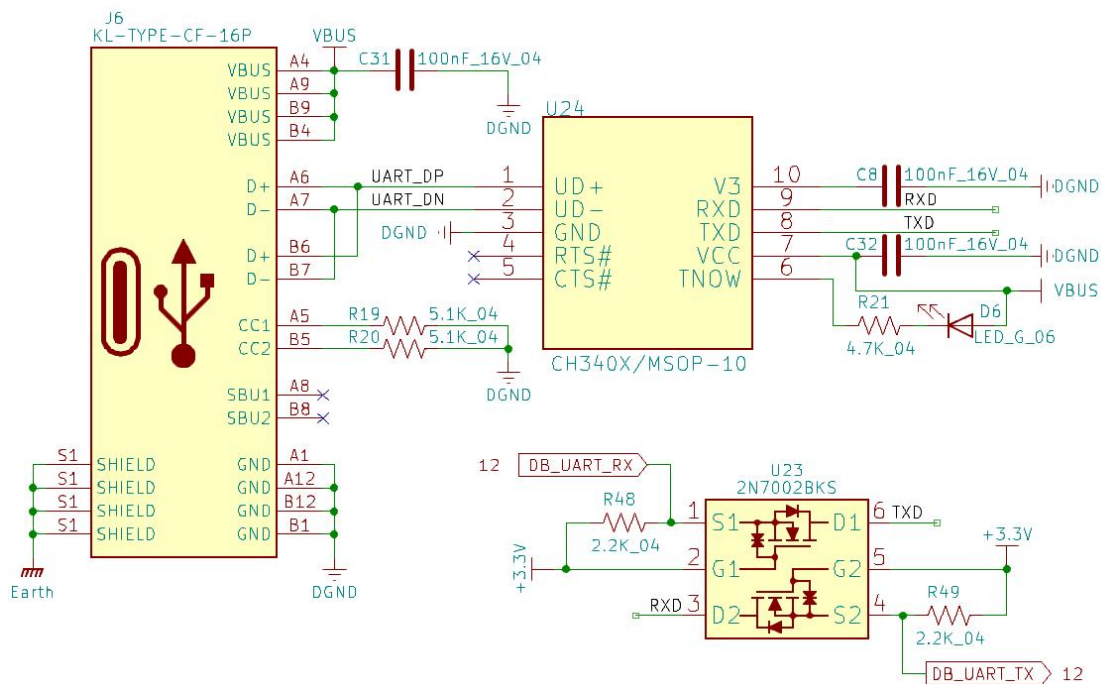 J6
KL-TYPE-CF-16P
VBUS A4
VBUS A9
VBUS B9
VBUS B4
D+ A6
D- A7
D+ B6
D- B7
CC1 A5
CC2 B5
SBU1 A8
SBU2 B8
S1 SHIELD GND A1
S1 SHIELD GND A12
S1 SHIELD GND B12
S1 SHIELD GND B1
Earth
DGND
VBUS
C31 100nF_16V_04
DGND
UART_DP
UART_DN
DGND
R19 5.1K_04
R20 5.1K_04
DGND
U24
1 UD+ V3 10
2 UD- RXD 9
3 GND TXD 8
4 RTS# VCC 7
5 CTS# TNOW 6
CH340X/MSOP-10
C8 100nF_16V_04 DGND
RXD
TXD
C32 100nF_16V_04 DGND
VBUS
R21
4.7K_04
D6
LED_G_06
12 DB_UART_RX
R48
2.2K_04
+3.3V
RXD
U23
2N7002BKS
1 S1 D1 6 TXD
2 G1 G2 5
3 D2 S2 4
+3.3V
R49
2.2K_04
DB_UART_TX 12